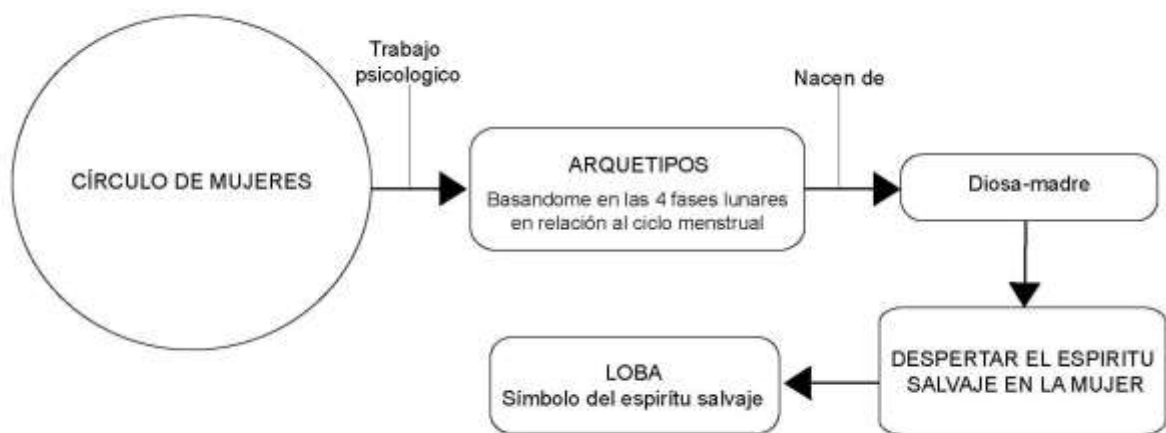 CÍRCULO DE MUJERES
Trabajo
psicologico
ARQUETIPOS
Basandome en las 4 fases lunares
en relación al ciclo menstrual
Nacen de
Diosa-madre
DESPERTAR EL ESPIRITU
SALVAJE EN LA MUJER
LOBA
Símbolo del espirítu salvaje